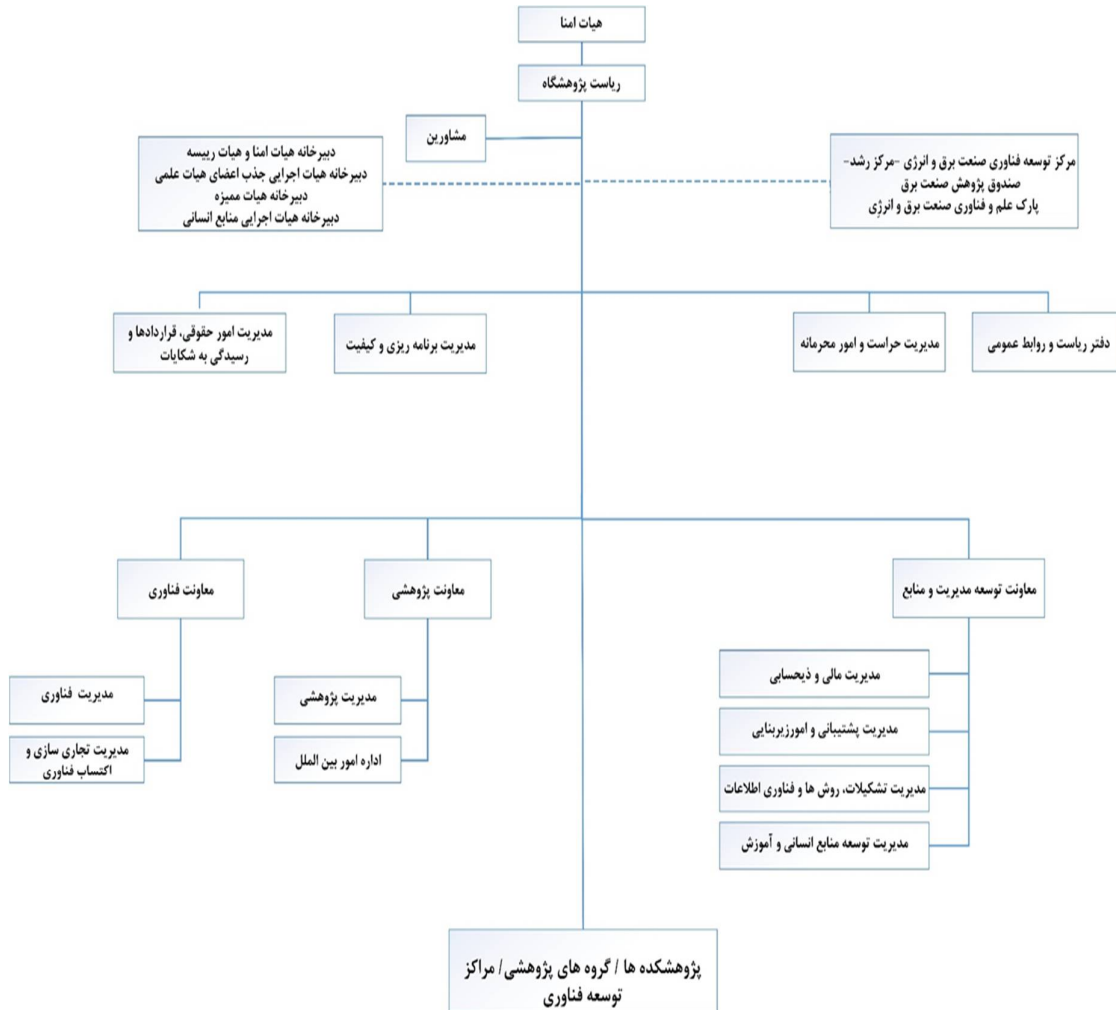 هیات امنا
ریاست پژوهشگاه
مشاورین
مرکز توسعه فناوری صنعت برق و انرژی -مرکز رشد-
صندوق پژوهش صنعت برق
پارک علم و فناوری صنعت برق و انرژی
دبیرخانه هیات امنا و هیات رییسه
دبیرخانه هیات اجرایی جذب اعضای هیات علمی
دبیرخانه هیات ممیزه
دبیرخانه هیات اجرایی منابع انسانی
دفتر ریاست و روابط عمومی
مدیریت حراست و امور محرمانه
مدیریت برنامه ریزی و کیفیت
مدیریت امور حقوقی، قراردادها و
رسیدگی به شکایات
معاونت توسعه مدیریت و منابع
معاونت پژوهشی
معاونت فناوری
مدیریت مالی و ذیحسابی
مدیریت پشتیبانی و امورزیربنایی
مدیریت تشکیلات، روش ها و فناوری اطلاعات
مدیریت توسعه منابع انسانی و آموزش
مدیریت پژوهشی
اداره امور بین الملل
مدیریت فناوری
مدیریت تجاری سازی و
اکتساب فناوری
پژوهشکده ها / گروه های پژوهشی/ مراکز
توسعه فناوری